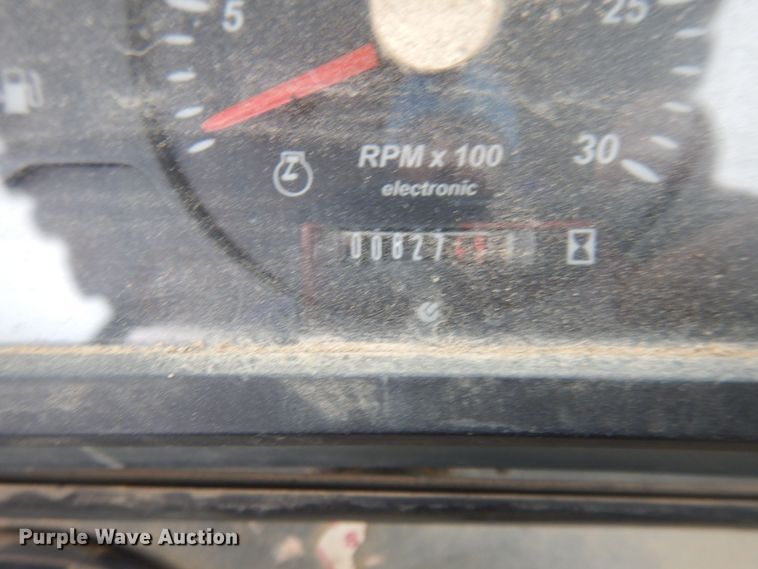 5
25
RPM x 100
30
electronic
00827
Purple Wave Auction